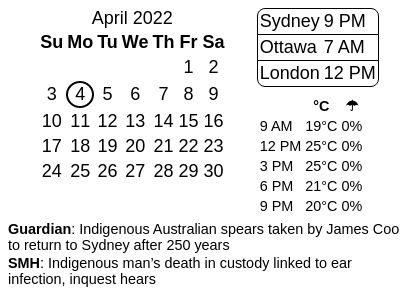 April 2022
Su Mo Tu We Th Fr Sa
1 2
3 4 5 6 7 8 9
10 11 12 13 14 15 16
17 18 19 20 21 22 23
24 25 26 27 28 29 30
Sydney 9 PM
Ottawa 7 AM
London 12 PM
°C ☂
9 AM 19°C 0%
12 PM 25°C 0%
3 PM 25°C 0%
6 PM 21°C 0%
9 PM 20°C 0%
Guardian: Indigenous Australian spears taken by James Coo
to return to Sydney after 250 years
SMH: Indigenous man's death in custody linked to ear
infection, inquest hears